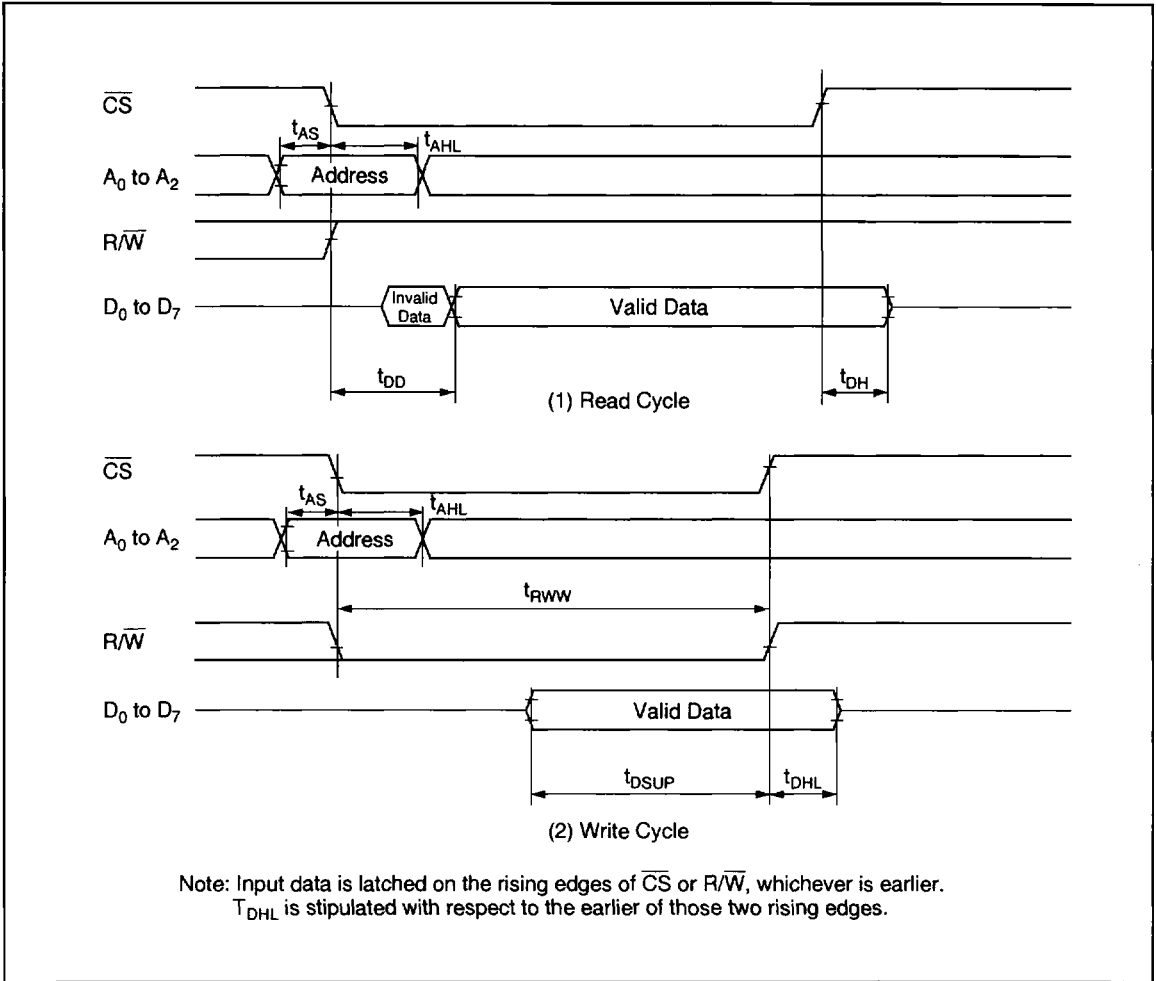 C̅S̅
tAS
tAHL
A0 to A2
Address
R/W̅
D0 to D7
Invalid
Data
Valid Data
tDD
tDH
(1) Read Cycle
C̅S̅
tAS
tAHL
A0 to A2
Address
tRWW
R/W̅
D0 to D7
Valid Data
tDSUP
tDHL
(2) Write Cycle
Note: Input data is latched on the rising edges of C̅S̅ or R/W̅, whichever is earlier.
TDHL is stipulated with respect to the earlier of those two rising edges.